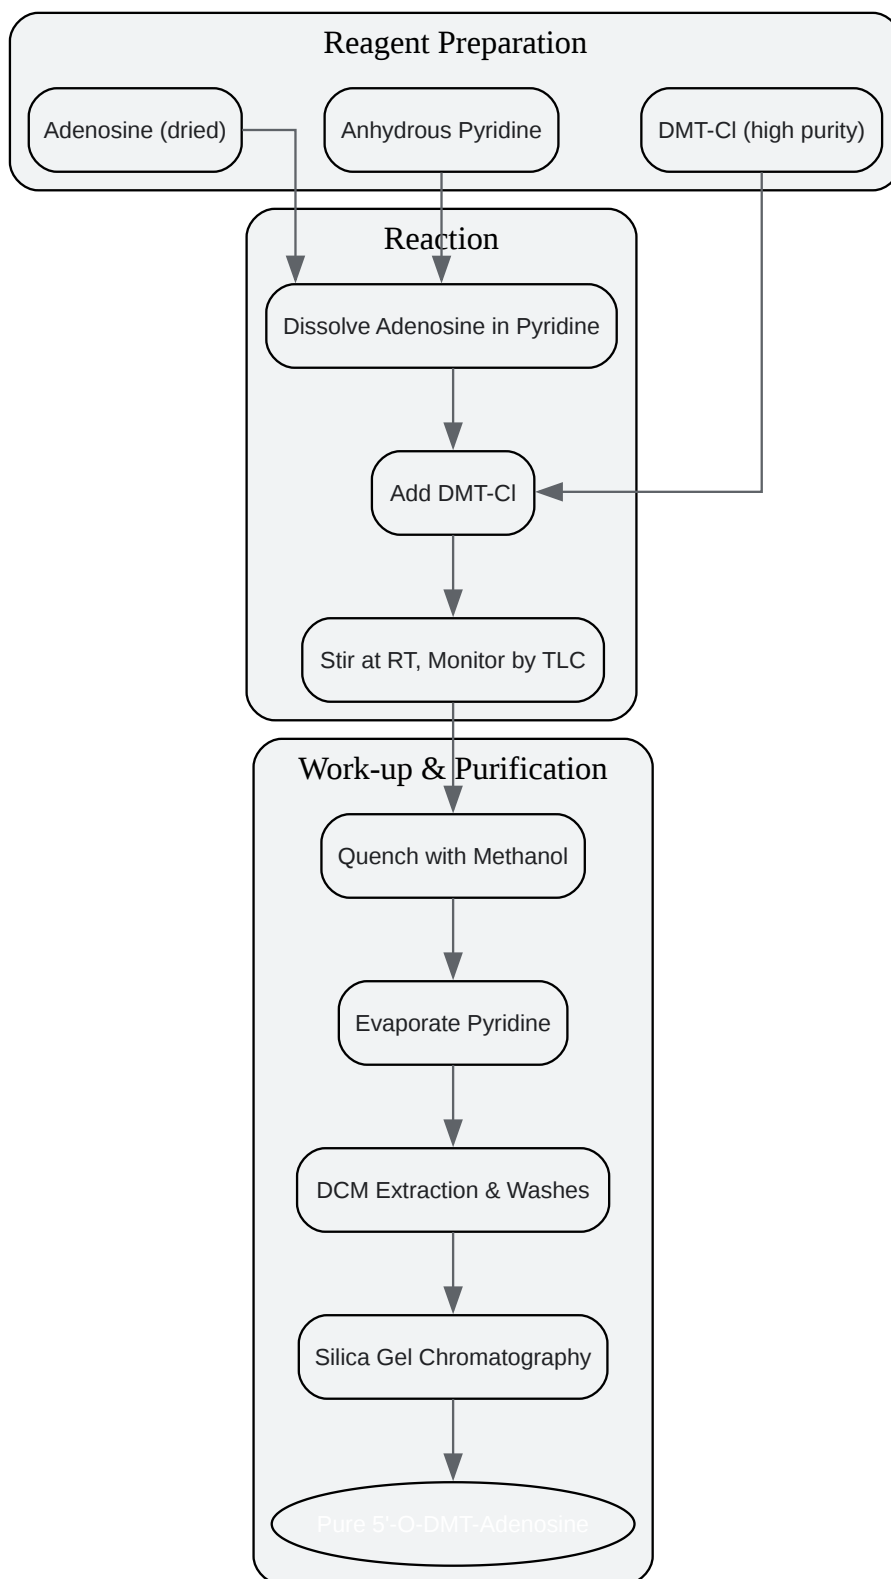 Reagent Preparation
Adenosine (dried)
Anhydrous Pyridine
DMT-Cl (high purity)
Reaction
Dissolve Adenosine in Pyridine
Add DMT-Cl
Stir at RT, Monitor by TLC
Work-up & Purification
Quench with Methanol
Evaporate Pyridine
DCM Extraction & Washes
Silica Gel Chromatography
Pure 5'-O-DMT-Adenosine